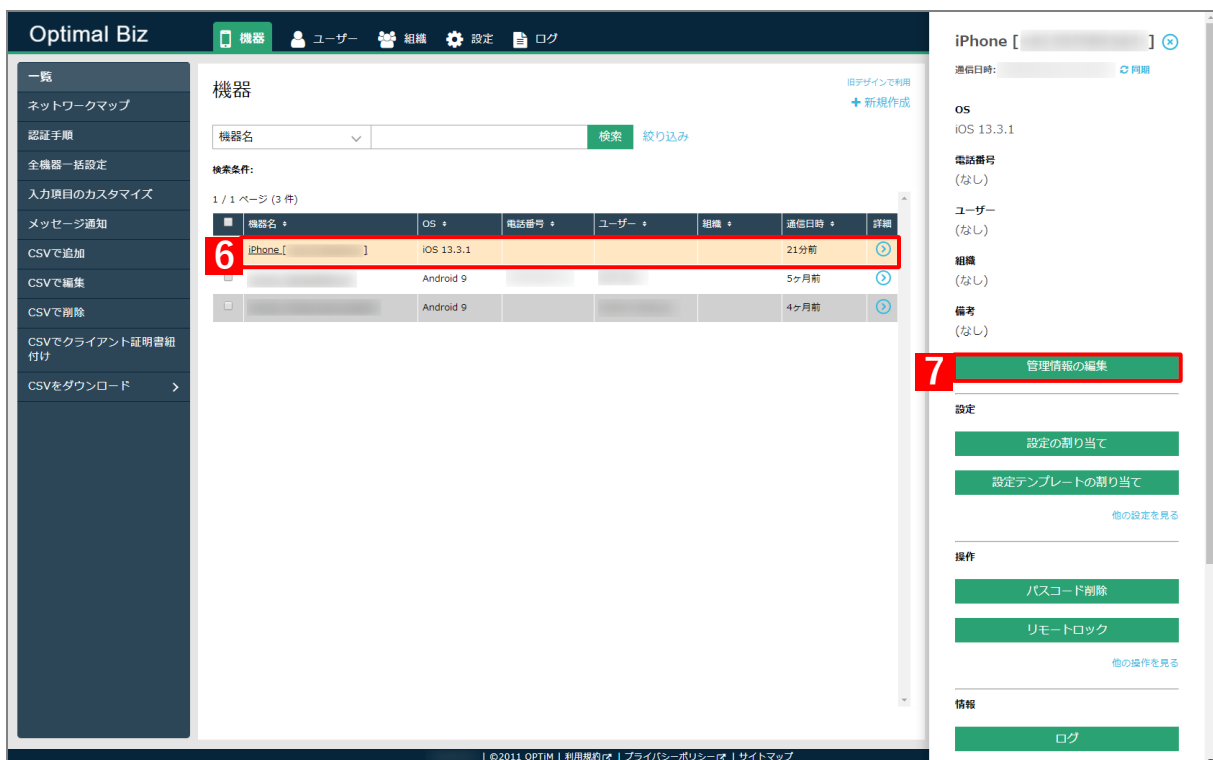 Optimal Biz
機器
ユーザー
組織
設定
ログ
一覧
ネットワークマップ
認証手順
全機器一括設定
入力項目のカスタマイズ
メッセージ通知
CSVで追加
CSVで編集
CSVで削除
CSVでクライアント証明書紐
付け
CSVをダウンロード
機器
旧デザインで利用
新規作成
機器名 検索 絞り込み
検索条件:
1 / 1 ページ (3 件)
機器名 OS 電話番号 ユーザー 組織 通信日時 詳細
6 iPhone [ ] iOS 13.3.1 21分前
Android 9 5ヶ月前
Android 9 4ヶ月前
iPhone [ ]
通信日時: 同期
OS
iOS 13.3.1
電話番号
(なし)
ユーザー
(なし)
組織
(なし)
備考
(なし)
7 管理情報の編集
設定
設定の割り当て
設定テンプレートの割り当て
他の設定を見る
操作
パスコード削除
リモートロック
他の操作を見る
情報
ログ
| ©2011 OPTiM | 利用規約 | プライバシーポリシー | サイトマップ